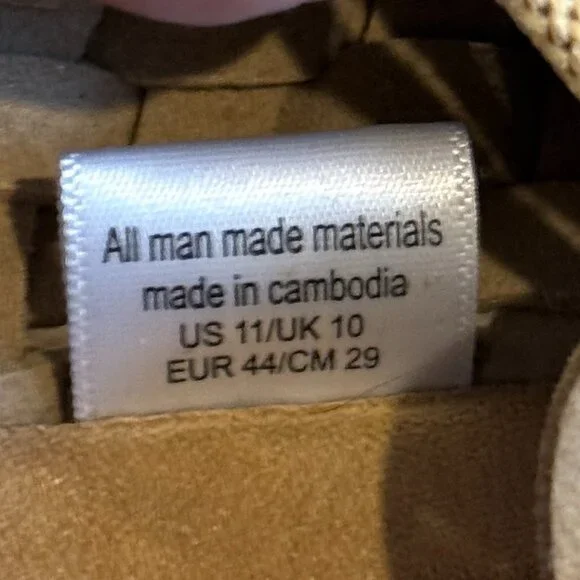 All man made materials
made in cambodia
US 11/UK 10
EUR 44/CM 29